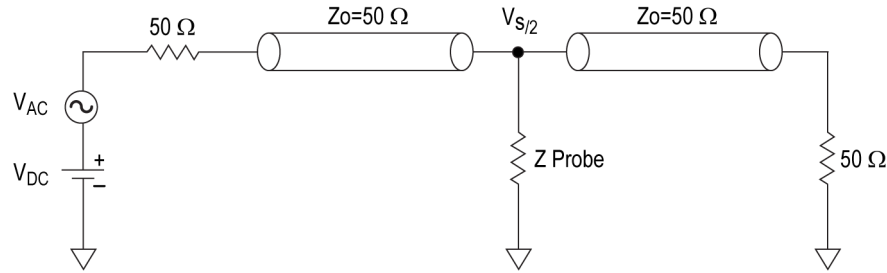 50 Ω
Zo=50 Ω
VS/2
Zo=50 Ω
VAC
+
VDC
−
Z Probe
50 Ω